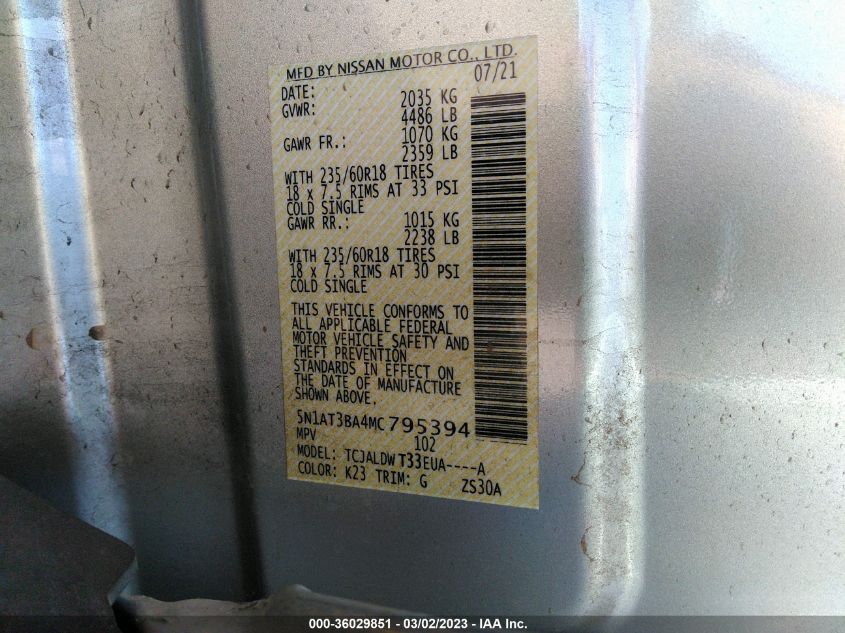 MFD BY NISSAN MOTOR CO., LTD.
DATE: 07/21
GVWR: 2035 KG
4486 LB
GAWR FR.: 1070 KG
2359 LB
WITH 235/60R18 TIRES
18 x 7.5 RIMS AT 33 PSI
COLD SINGLE
GAWR RR.: 1015 KG
2238 LB
WITH 235/60R18 TIRES
18 x 7.5 RIMS AT 30 PSI
COLD SINGLE
THIS VEHICLE CONFORMS TO
ALL APPLICABLE FEDERAL
MOTOR VEHICLE SAFETY AND
THEFT PREVENTION
STANDARDS IN EFFECT ON
THE DATE OF MANUFACTURE
SHOWN ABOVE.
5N1AT3BA4MC795394
MPV 102
MODEL: TCJALDW T33EUA----A
COLOR: K23 TRIM: G ZS30A
000-36029851 - 03/02/2023 - IAA Inc.